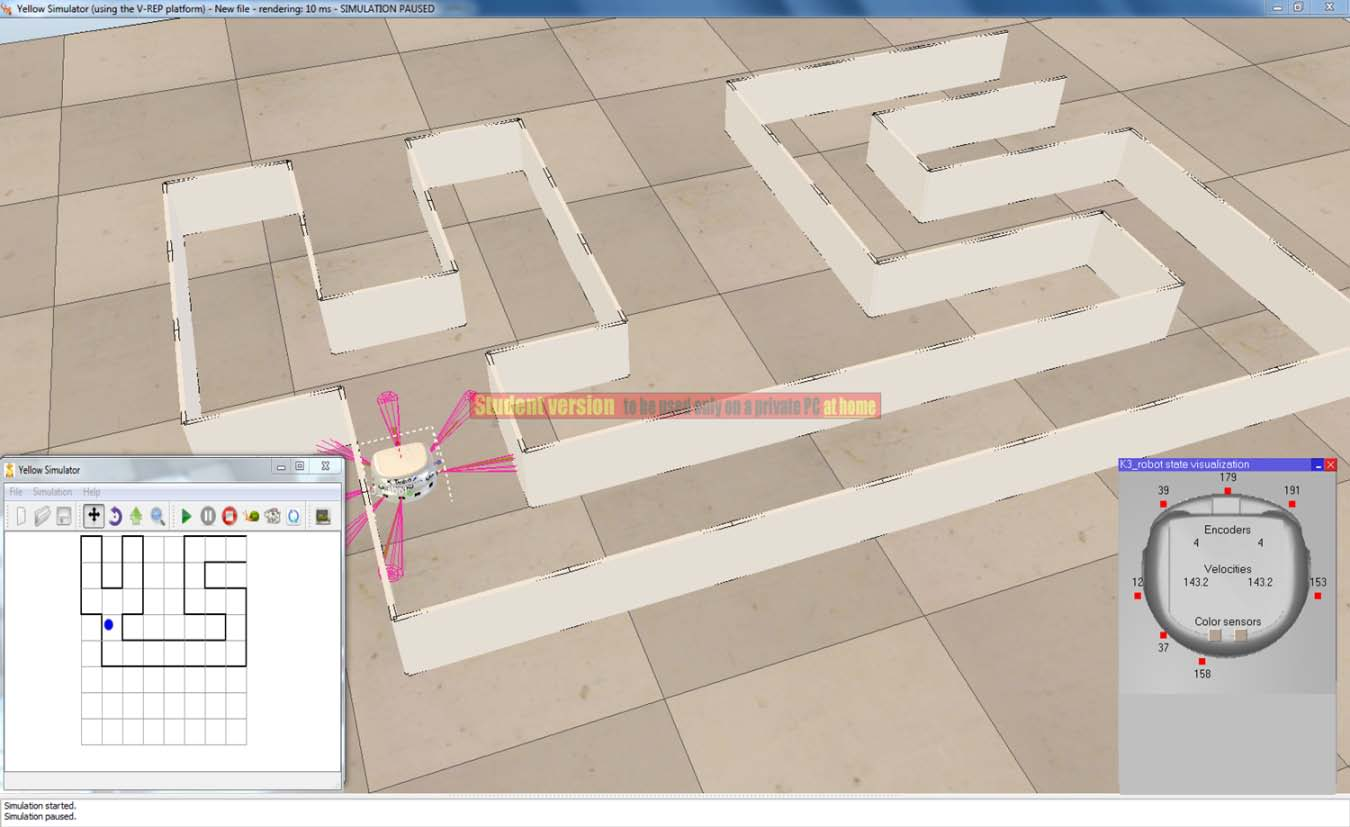 Yellow Simulator (using the V-REP platform) - New file - rendering: 10 ms - SIMULATION PAUSED
Student version to be used only on a private PC at home
Yellow Simulator
File Simulation Help
K3_robot state visualization
179
39 191
Encoders
4 4
Velocities
12 143.2 143.2 153
Color sensors
37
158
Simulation started.
Simulation paused.